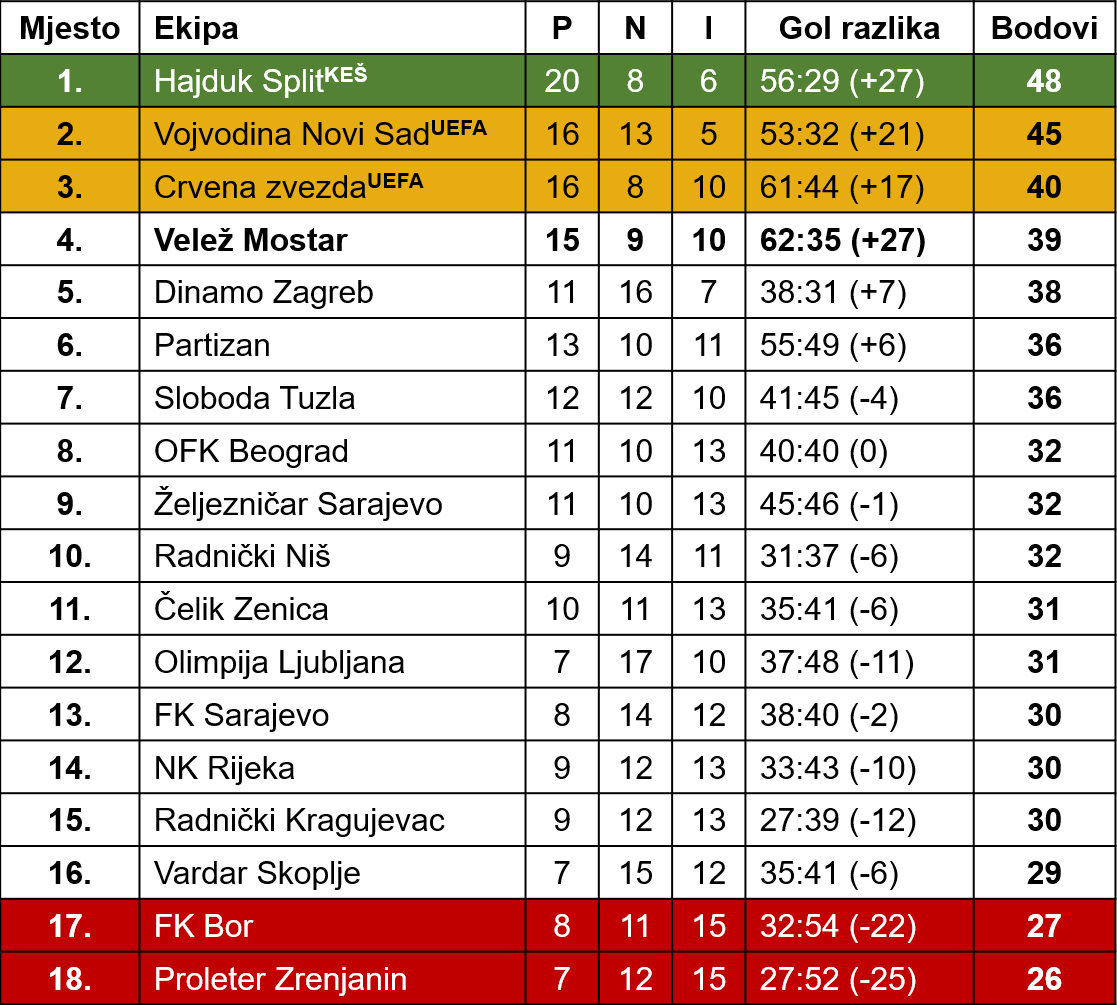 Mjesto Ekipa P N I Gol razlika Bodovi
1. Hajduk SplitKEŠ 20 8 6 56:29 (+27) 48
2. Vojvodina Novi SadUEFA 16 13 5 53:32 (+21) 45
3. Crvena zvezdaUEFA 16 8 10 61:44 (+17) 40
4. Velež Mostar 15 9 10 62:35 (+27) 39
5. Dinamo Zagreb 11 16 7 38:31 (+7) 38
6. Partizan 13 10 11 55:49 (+6) 36
7. Sloboda Tuzla 12 12 10 41:45 (-4) 36
8. OFK Beograd 11 10 13 40:40 (0) 32
9. Željezničar Sarajevo 11 10 13 45:46 (-1) 32
10. Radnički Niš 9 14 11 31:37 (-6) 32
11. Čelik Zenica 10 11 13 35:41 (-6) 31
12. Olimpija Ljubljana 7 17 10 37:48 (-11) 31
13. FK Sarajevo 8 14 12 38:40 (-2) 30
14. NK Rijeka 9 12 13 33:43 (-10) 30
15. Radnički Kragujevac 9 12 13 27:39 (-12) 30
16. Vardar Skoplje 7 15 12 35:41 (-6) 29
17. FK Bor 8 11 15 32:54 (-22) 27
18. Proleter Zrenjanin 7 12 15 27:52 (-25) 26